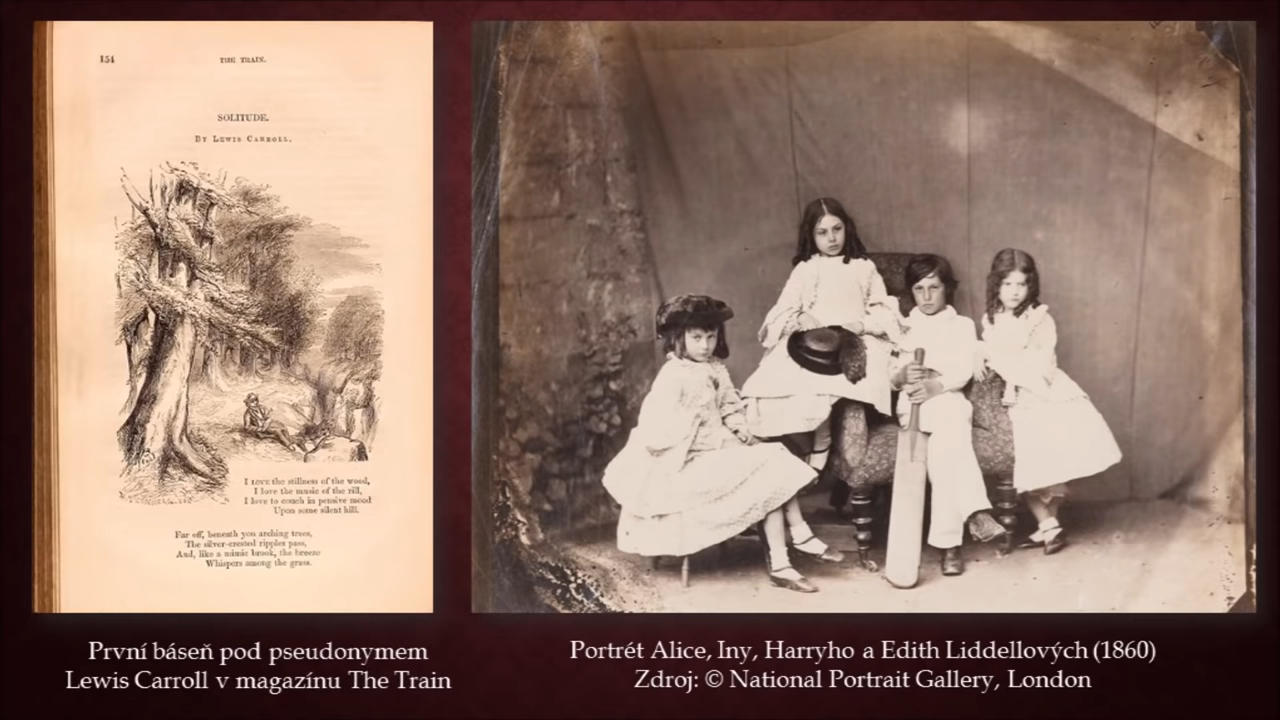 154
THE TRAIN.
SOLITUDE.
BY LEWIS CARROLL.
I LOVE the stillness of the wood,
I love the music of the rill,
I love to couch in pensive mood
Upon some silent hill.
Far off, beneath yon arching trees,
The silver-crested ripples pass,
And, like a mimic brook, the breeze
Whispers among the grass.
První báseň pod pseudonymem
Lewis Carroll v magazínu The Train
Portrét Alice, Iny, Harryho a Edith Liddellových (1860)
Zdroj: © National Portrait Gallery, London